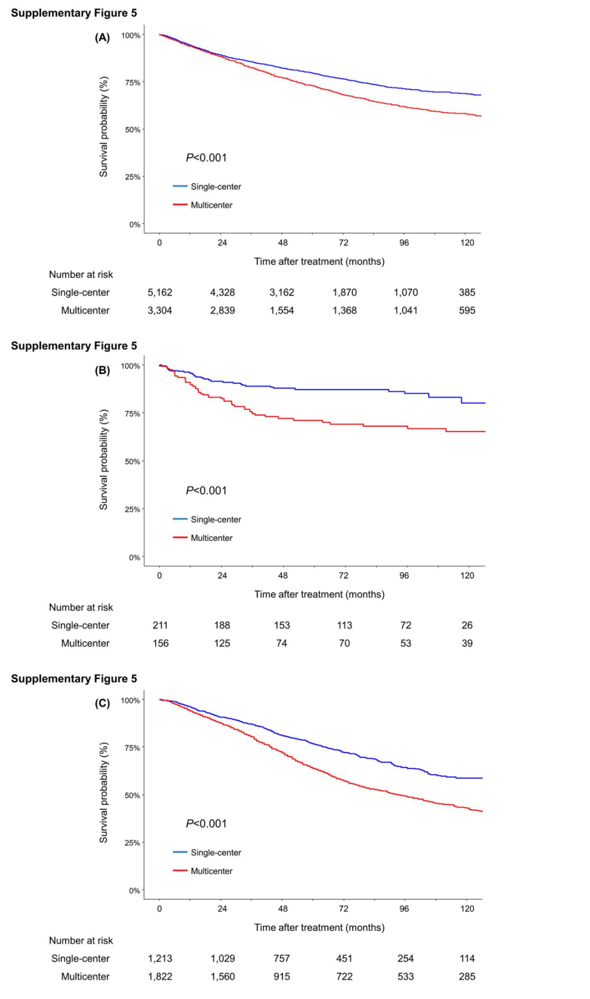 Supplementary Figure 5
(A)
100%
75%
50%
25%
0%
Survival probability (%)
P<0.001
Single-center
Multicenter
0 24 48 72 96 120
Time after treatment (months)
Number at risk
Single-center 5,162 4,328 3,162 1,870 1,070 385
Multicenter 3,304 2,839 1,554 1,368 1,041 595
Supplementary Figure 5
(B)
100%
75%
50%
25%
0%
Survival probability (%)
P<0.001
Single-center
Multicenter
0 24 48 72 96 120
Time after treatment (months)
Number at risk
Single-center 211 188 153 113 72 26
Multicenter 156 125 74 70 53 39
Supplementary Figure 5
(C)
100%
75%
50%
25%
0%
Survival probability (%)
P<0.001
Single-center
Multicenter
0 24 48 72 96 120
Time after treatment (months)
Number at risk
Single-center 1,213 1,029 757 451 254 114
Multicenter 1,822 1,560 915 722 533 285